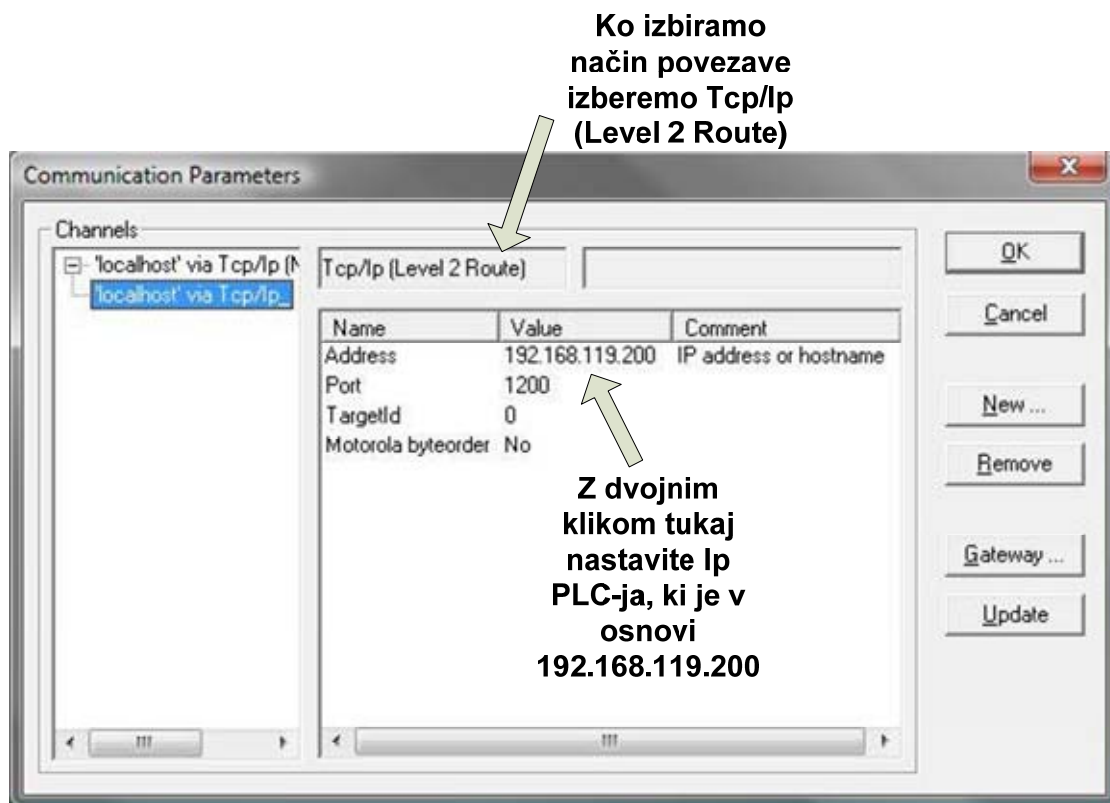 Ko izbiramo
način povezave
izberemo Tcp/Ip
(Level 2 Route)
Communication Parameters
Channels
'localhost' via Tcp/Ip (N
'localhost' via Tcp/Ip_
Tcp/Ip (Level 2 Route)
Name Value Comment
Address 192.168.119.200 IP address or hostname
Port 1200
TargetId 0
Motorola byteorder No
Z dvojnim
klikom tukaj
nastavite Ip
PLC-ja, ki je v
osnovi
192.168.119.200
OK
Cancel
New ...
Remove
Gateway ...
Update